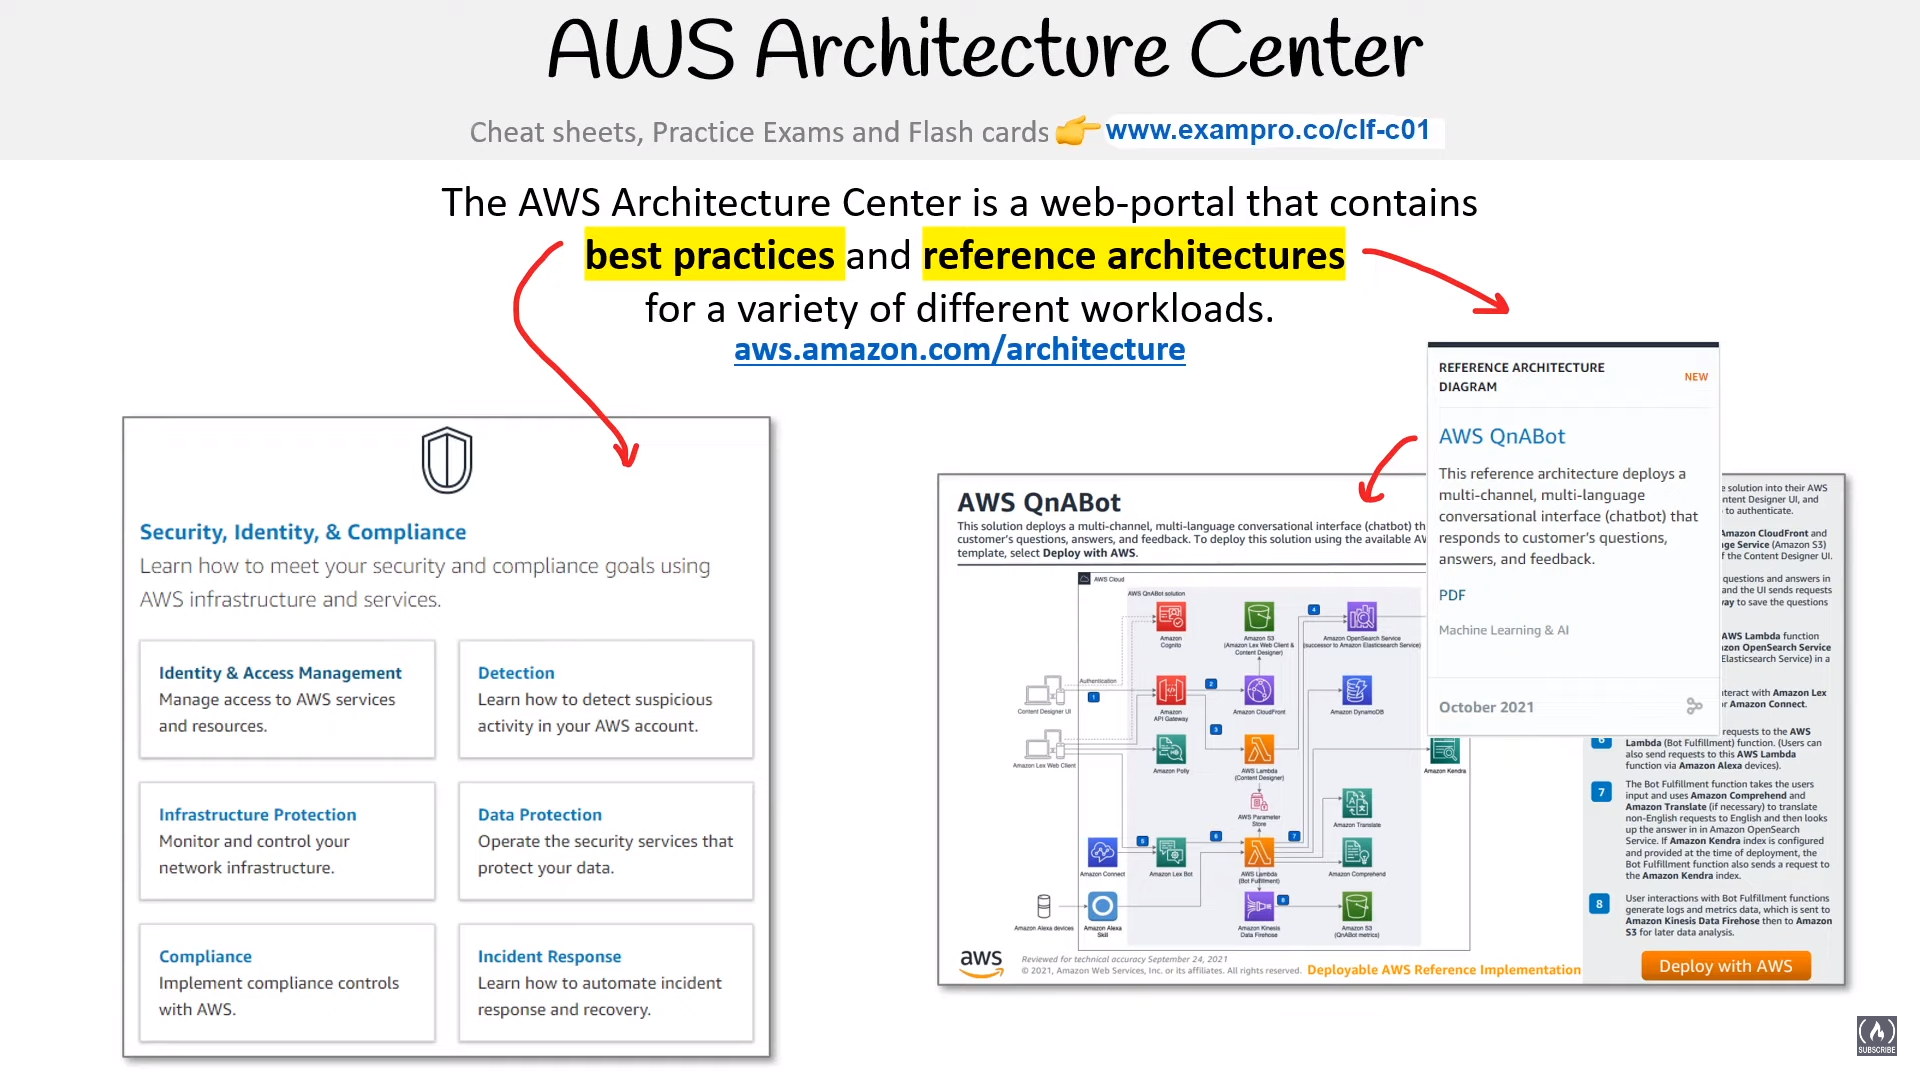 AWS Architecture Center
Cheat sheets, Practice Exams and Flash cards
www.exampro.co/clf-c01
The AWS Architecture Center is a web-portal that contains
best practices and reference architectures
for a variety of different workloads.
aws.amazon.com/architecture
Security, Identity, & Compliance
Learn how to meet your security and compliance goals using
AWS infrastructure and services.
Identity & Access Management
Manage access to AWS services
and resources.
Detection
Learn how to detect suspicious
activity in your AWS account.
Infrastructure Protection
Monitor and control your
network infrastructure.
Data Protection
Operate the security services that
protect your data.
Compliance
Implement compliance controls
with AWS.
Incident Response
Learn how to automate incident
response and recovery.
REFERENCE ARCHITECTURE
DIAGRAM
NEW
AWS QnABot
This reference architecture deploys a
multi-channel, multi-language
conversational interface (chatbot) that
responds to customer's questions,
answers, and feedback.
PDF
Machine Learning & AI
October 2021
AWS QnABot
This solution deploys a multi-channel, multi-language conversational interface (chatbot) th
customer's questions, answers, and feedback. To deploy this solution using the available AW
template, select Deploy with AWS.
AWS Cloud
AWS QnABot solution
Amazon
Cognito
Amazon S3
(Amazon Lex Web Client &
Content Designer)
4
Amazon OpenSearch Service
(successor to Amazon Elasticsearch Service)
Authentication
1
2
Content Designer UI
Amazon
API Gateway
Amazon CloudFront
Amazon DynamoDB
3
Amazon Lex Web Client
Amazon Polly
AWS Lambda
(Content Designer)
Amazon Kendra
AWS Parameter
Store
Amazon Translate
5
6
7
Amazon Connect
Amazon Lex Bot
AWS Lambda
(Bot Fulfillment)
Amazon Comprehend
8
Amazon Alexa devices
Amazon Alexa
Skill
Amazon Kinesis
Data Firehose
Amazon S3
(QnABot metrics)
e solution into their AWS
ntent Designer UI, and
to authenticate.
Amazon CloudFront and
ge Service (Amazon S3)
f the Content Designer UI.
questions and answers in
and the UI sends requests
way to save the questions
AWS Lambda function
zon OpenSearch Service
Elasticsearch Service) in a
nteract with Amazon Lex
r Amazon Connect.
6
requests to the AWS
Lambda (Bot Fulfillment) function. (Users can
also send requests to this AWS Lambda
function via Amazon Alexa devices).
7
The Bot Fulfillment function takes the users
input and uses Amazon Comprehend and
Amazon Translate (if necessary) to translate
non-English requests to English and then looks
up the answer in in Amazon OpenSearch
Service. If Amazon Kendra index is configured
and provided at the time of deployment, the
Bot Fulfillment function also sends a request to
the Amazon Kendra index.
8
User interactions with Bot Fulfillment functions
generate logs and metrics data, which is sent to
Amazon Kinesis Data Firehose then to Amazon
S3 for later data analysis.
aws
Reviewed for technical accuracy September 24, 2021
© 2021, Amazon Web Services, Inc. or its affiliates. All rights reserved.
Deployable AWS Reference Implementation
Deploy with AWS
SUBSCRIBE